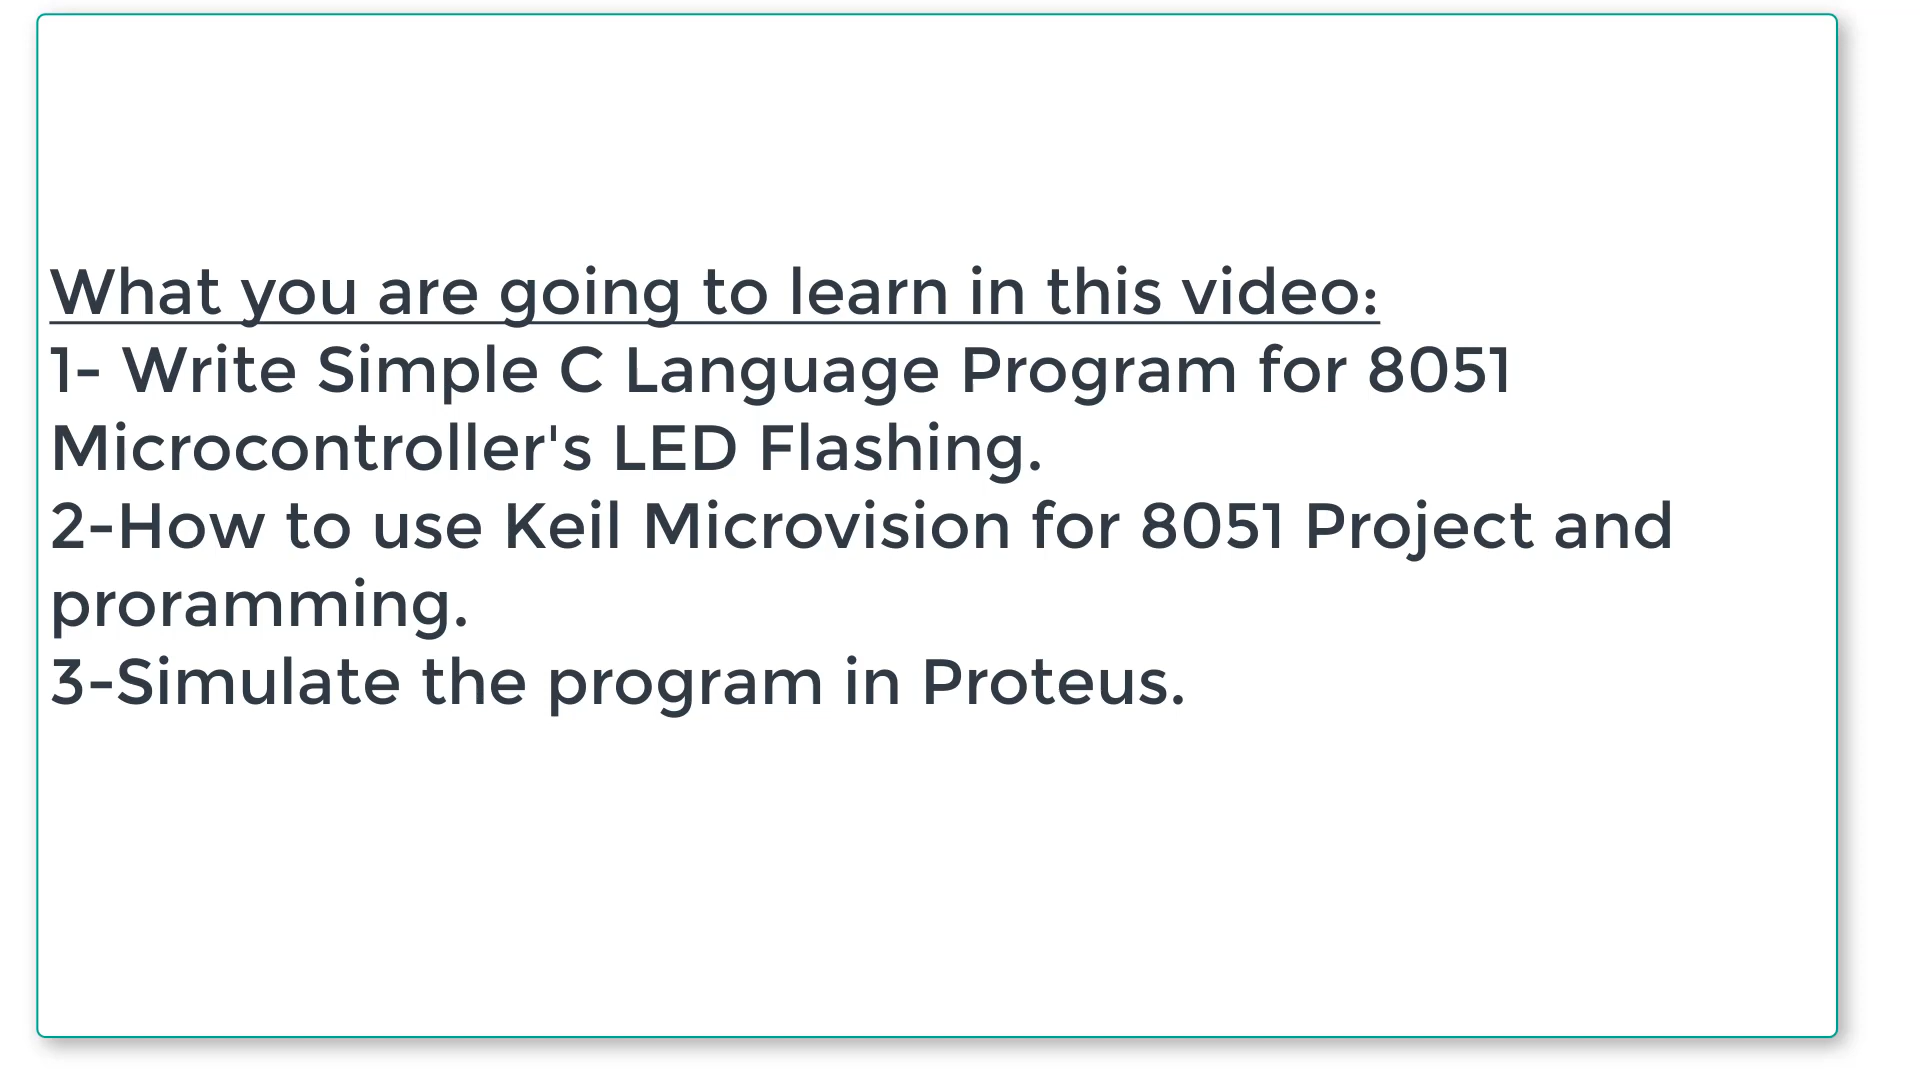 What you are going to learn in this video:
1- Write Simple C Language Program for 8051
Microcontroller's LED Flashing.
2-How to use Keil Microvision for 8051 Project and
proramming.
3-Simulate the program in Proteus.